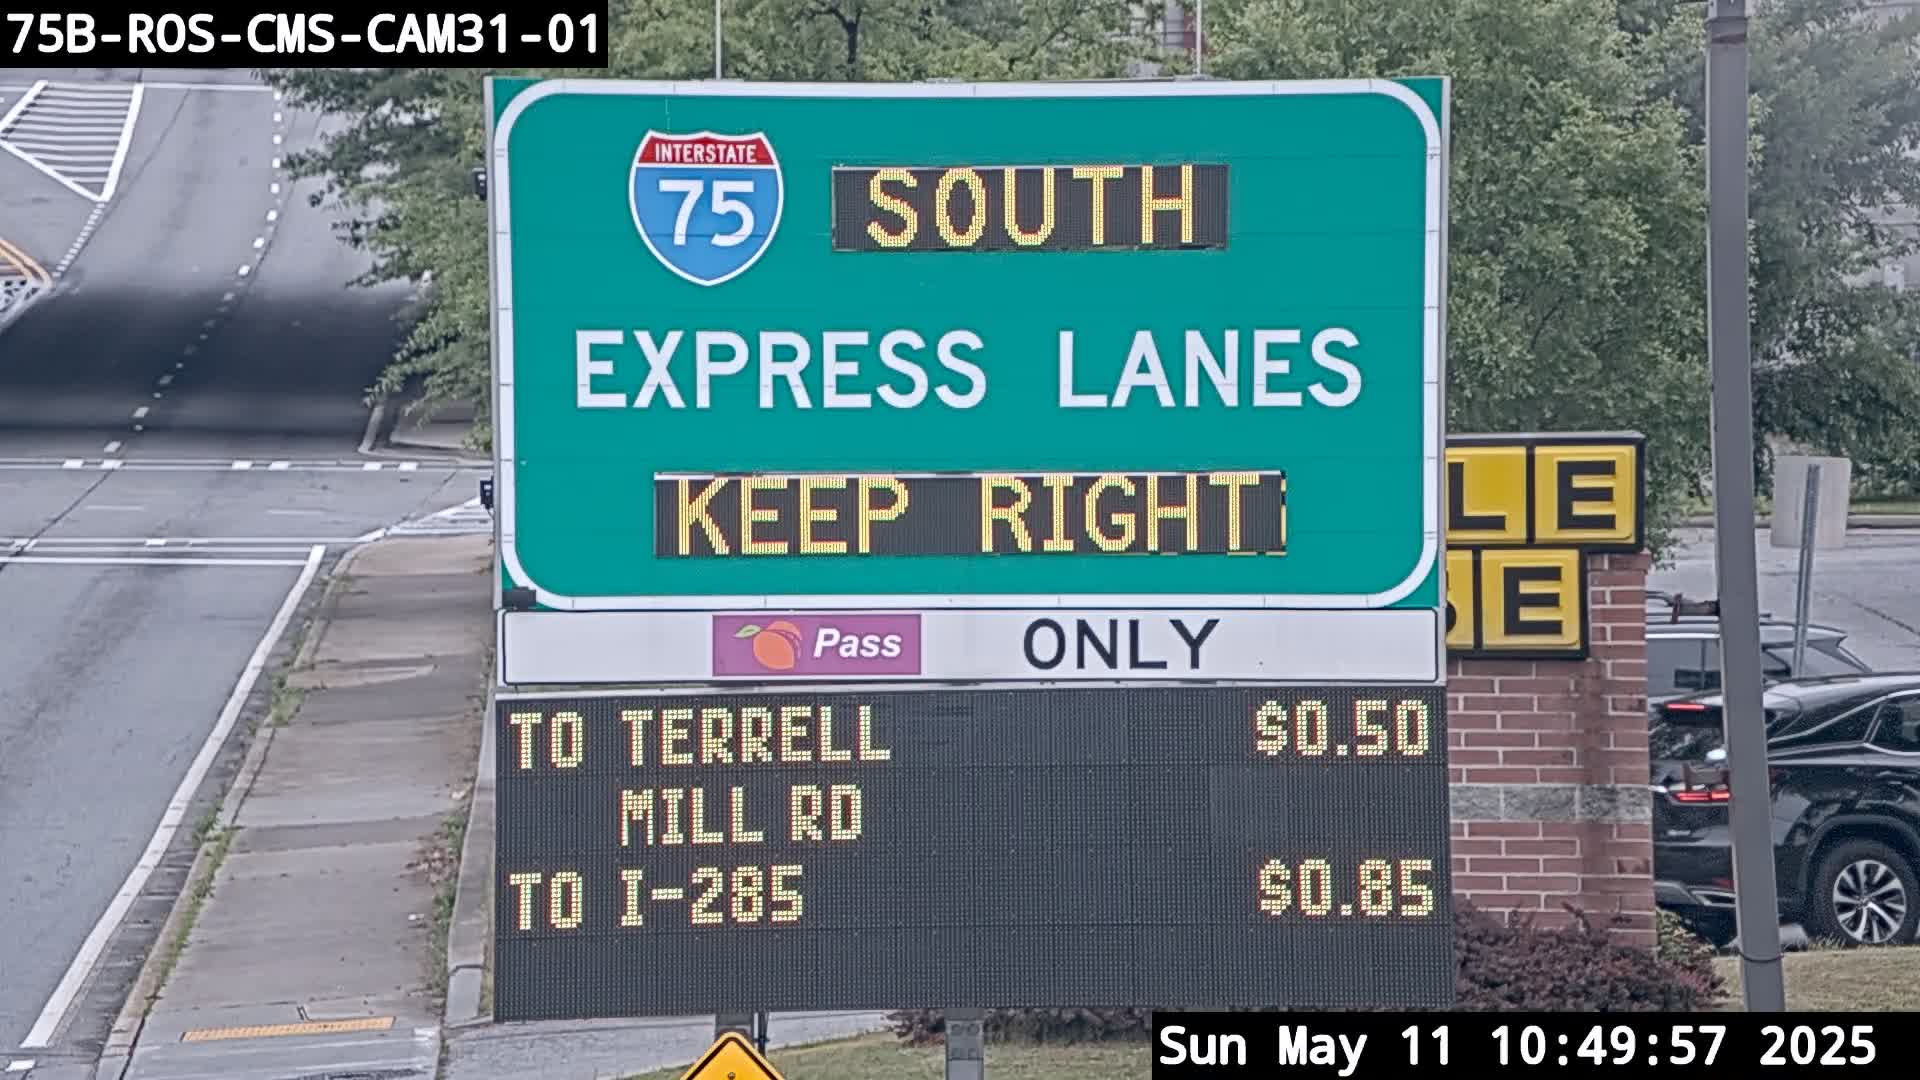 75B-ROS-CMS-CAM31-01
INTERSTATE
75
SOUTH
EXPRESS LANES
KEEP RIGHT
Pass ONLY
TO TERRELL $0.50
MILL RD
TO I-285 $0.85
LE
E
Sun May 11 10:49:57 2025